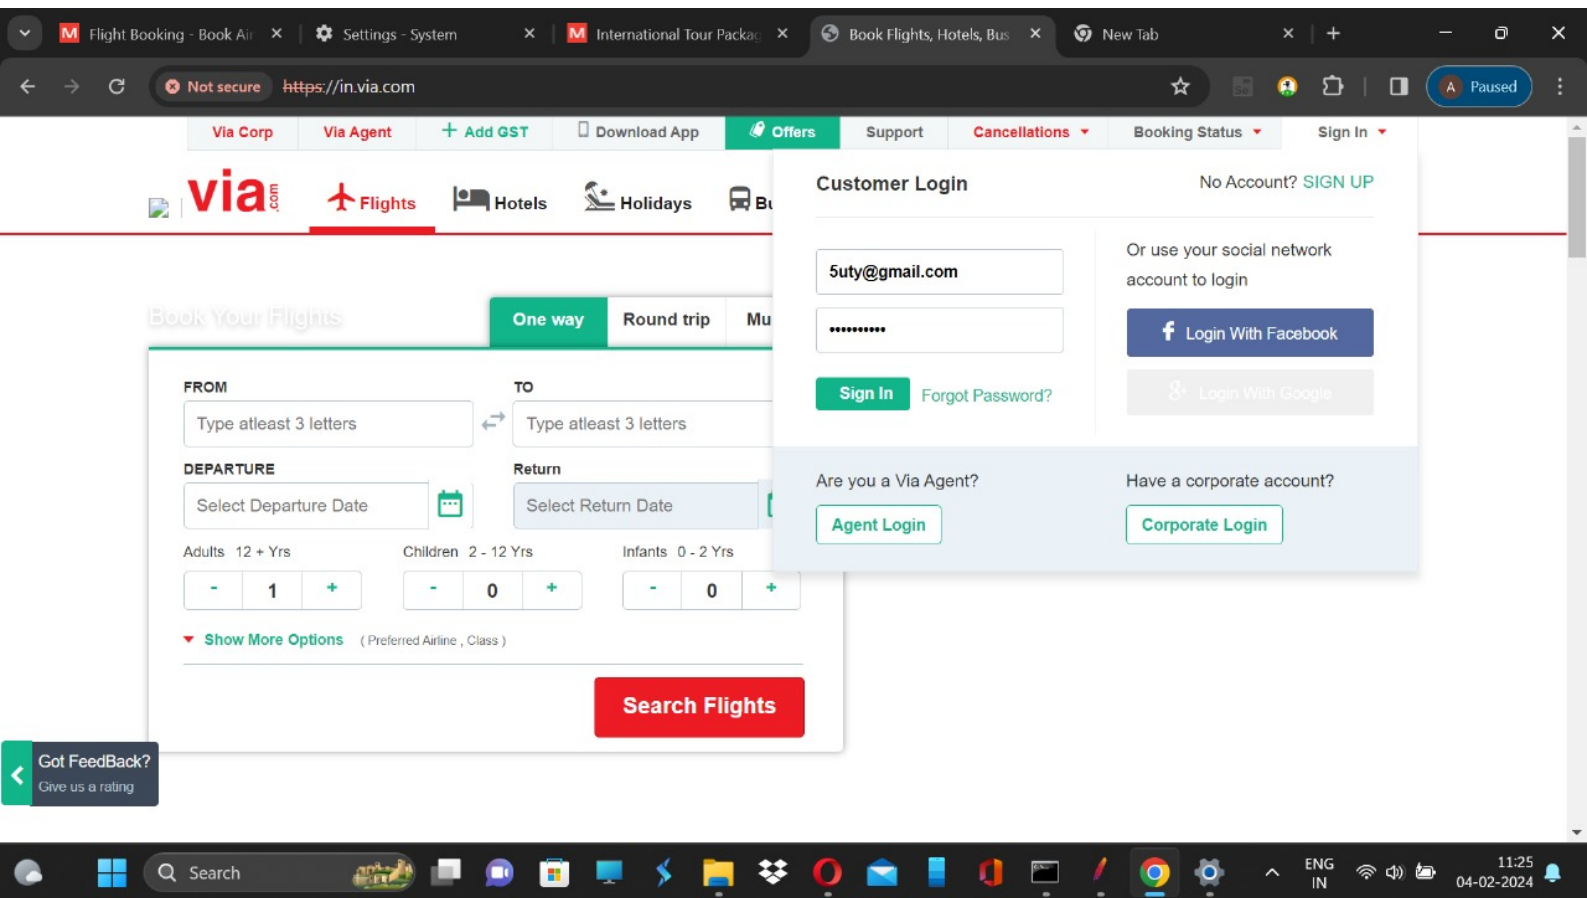 Flight Booking - Book Air
Settings - System
International Tour Packag
Book Flights, Hotels, Bus
New Tab
Not secure https://in.via.com
A Paused
Via Corp
Via Agent
+ Add GST
Download App
Offers
Support
Cancellations
Booking Status
Sign In
via.com
Flights
Hotels
Holidays
Bu
Customer Login
No Account? SIGN UP
5uty@gmail.com
••••••••••
Sign In
Forgot Password?
Or use your social network
account to login
f Login With Facebook
8+ Login With Google
Are you a Via Agent?
Agent Login
Have a corporate account?
Corporate Login
Book Your Flights
One way
Round trip
Mu
FROM
Type atleast 3 letters
TO
Type atleast 3 letters
DEPARTURE
Select Departure Date
Return
Select Return Date
Adults 12 + Yrs
Children 2 - 12 Yrs
Infants 0 - 2 Yrs
- 1 +
- 0 +
- 0 +
Show More Options ( Preferred Airline , Class )
Search Flights
Got FeedBack?
Give us a rating
Search
ENG
IN
11:25
04-02-2024